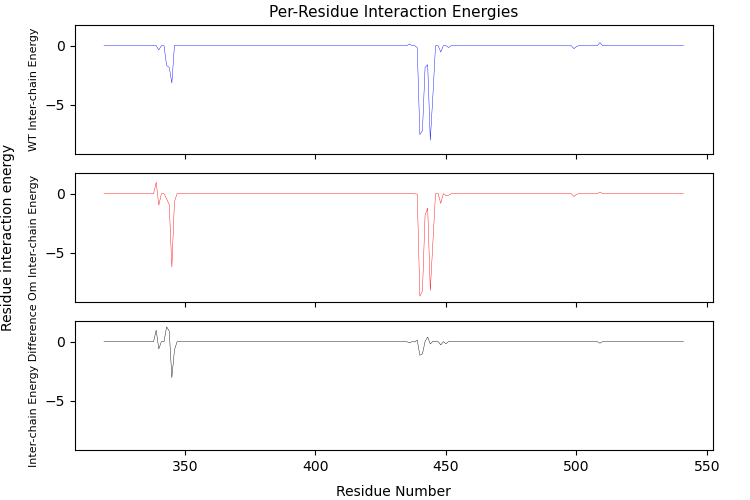 Per-Residue Interaction Energies
WT Inter-chain Energy
0
−5
Om Inter-chain Energy
0
−5
Inter-chain Energy Difference
0
−5
Residue interaction energy
350
400
450
500
550
Residue Number